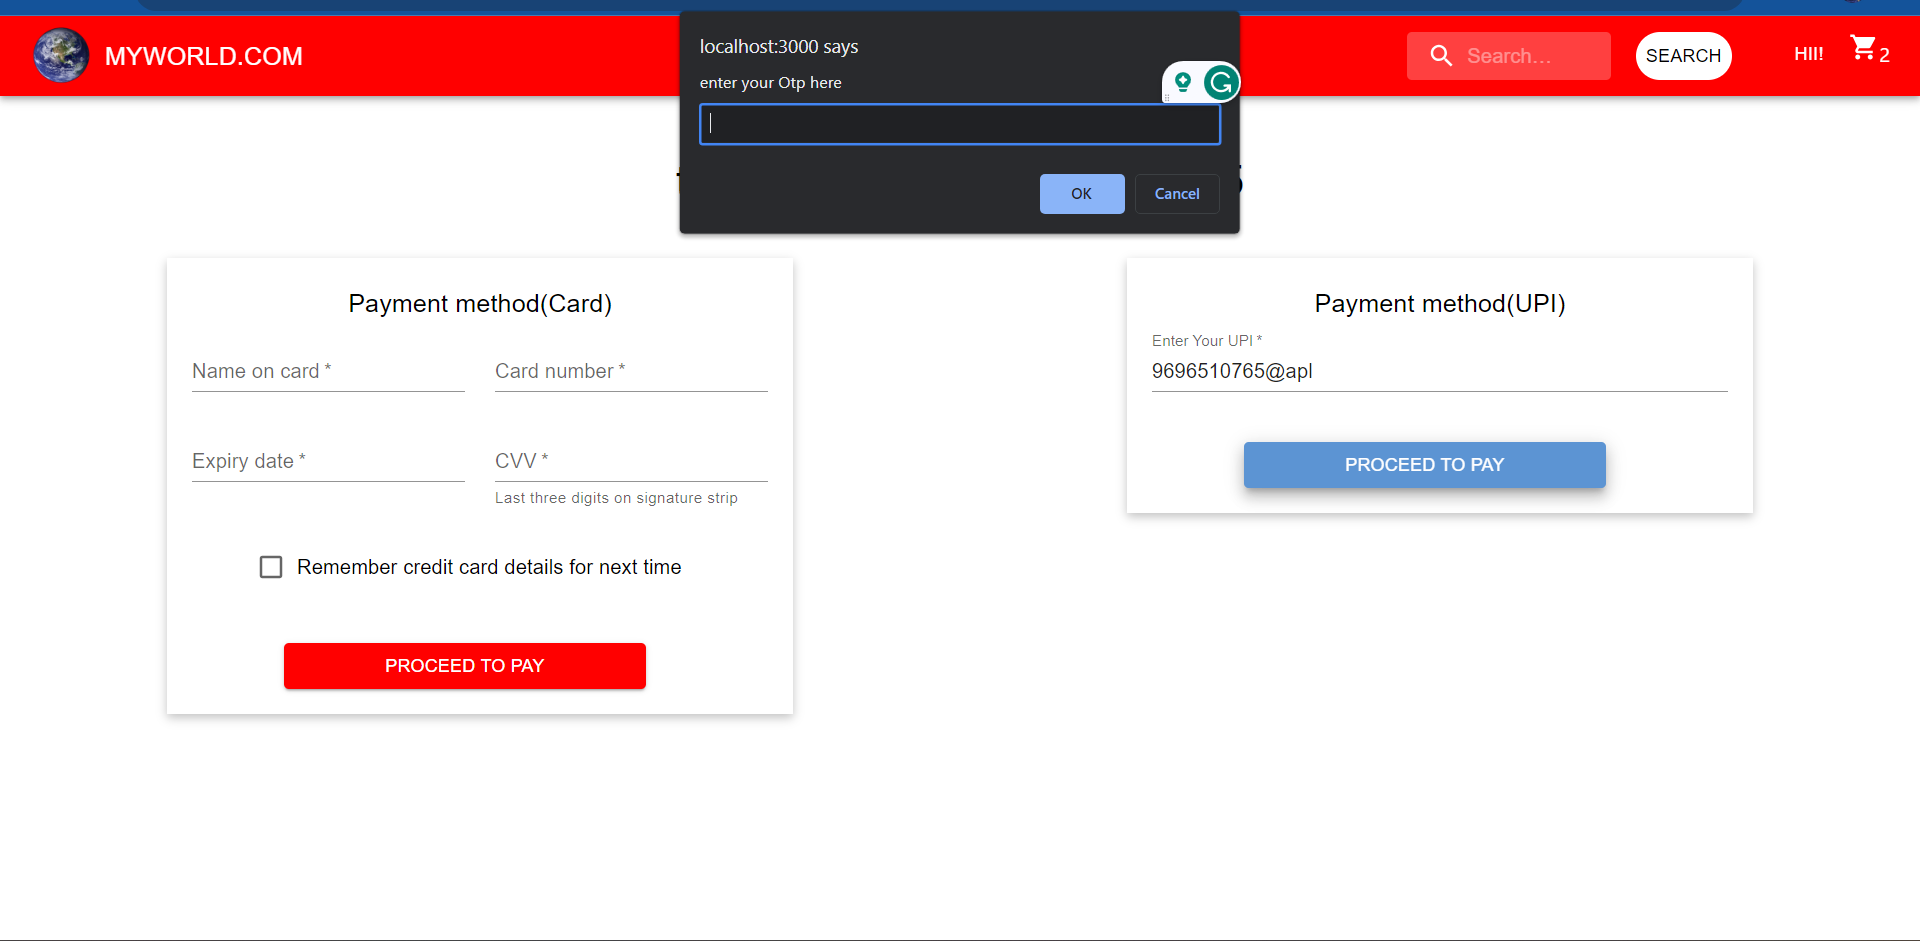 MYWORLD.COM
Search…
SEARCH
HII!
2
localhost:3000 says
enter your Otp here
OK
Cancel
Payment method(Card)
Name on card *
Card number *
Expiry date *
CVV *
Last three digits on signature strip
Remember credit card details for next time
PROCEED TO PAY
Payment method(UPI)
Enter Your UPI *
9696510765@apl
PROCEED TO PAY